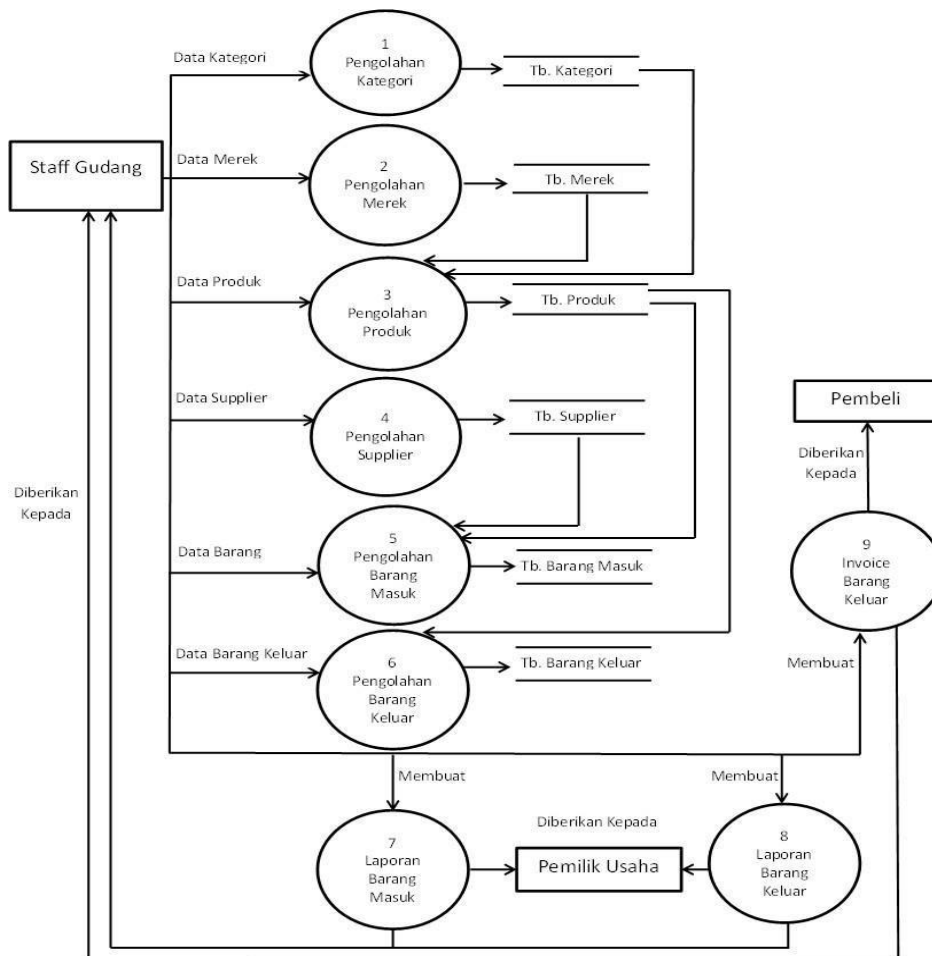 Data Kategori
1
Pengolahan
Kategori
Tb. Kategori
Staff Gudang
Data Merek
2
Pengolahan
Merek
Tb. Merek
Data Produk
3
Pengolahan
Produk
Tb. Produk
Data Supplier
4
Pengolahan
Supplier
Tb. Supplier
Pembeli
Diberikan
Kepada
Diberikan
Kepada
Data Barang
5
Pengolahan
Barang
Masuk
Tb. Barang Masuk
9
Invoice
Barang
Keluar
Data Barang Keluar
6
Pengolahan
Barang
Keluar
Tb. Barang Keluar
Membuat
Membuat
Membuat
7
Laporan
Barang
Masuk
Diberikan Kepada
Pemilik Usaha
8
Laporan
Barang
Keluar